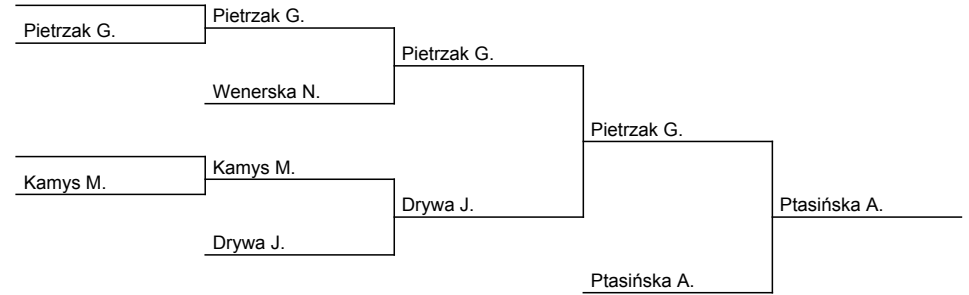 Pietrzak G.
Pietrzak G.
Pietrzak G.
Wenerska N.
Pietrzak G.
Kamys M.
Kamys M.
Drywa J.
Ptasińska A.
Drywa J.
Ptasińska A.